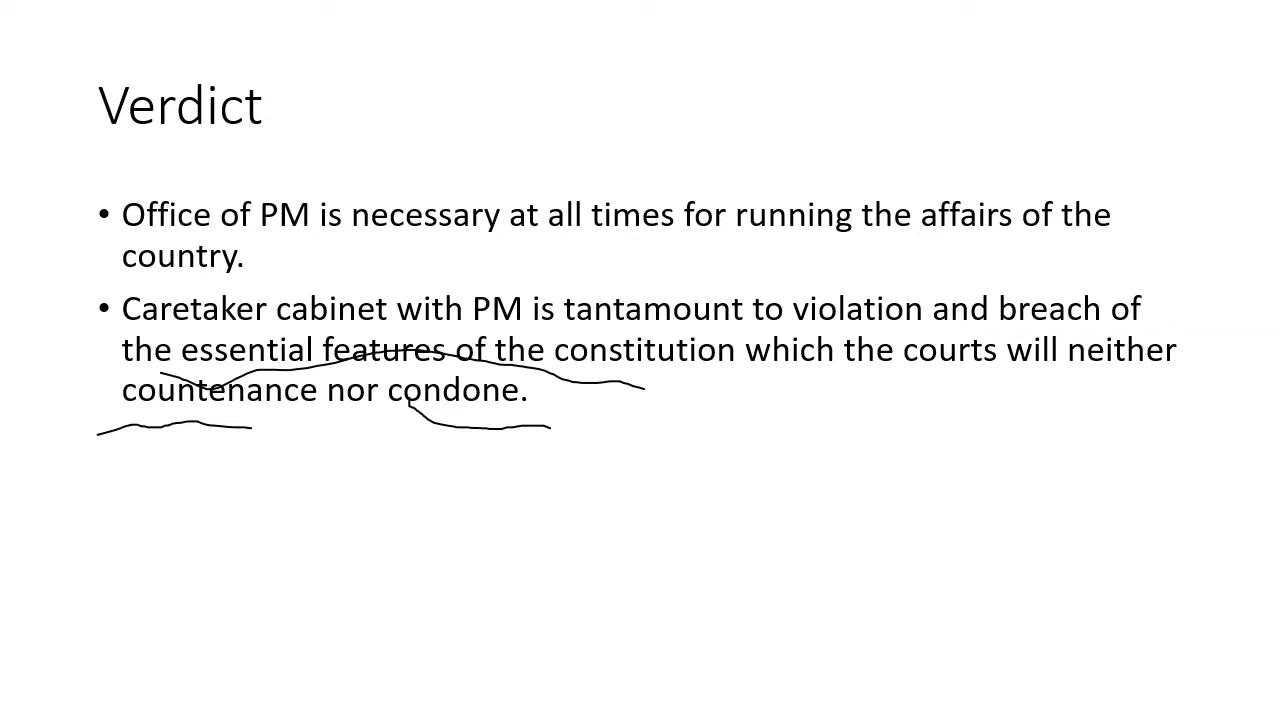 Verdict
• Office of PM is necessary at all times for running the affairs of the
country.
• Caretaker cabinet with PM is tantamount to violation and breach of
the essential features of the constitution which the courts will neither
countenance nor condone.